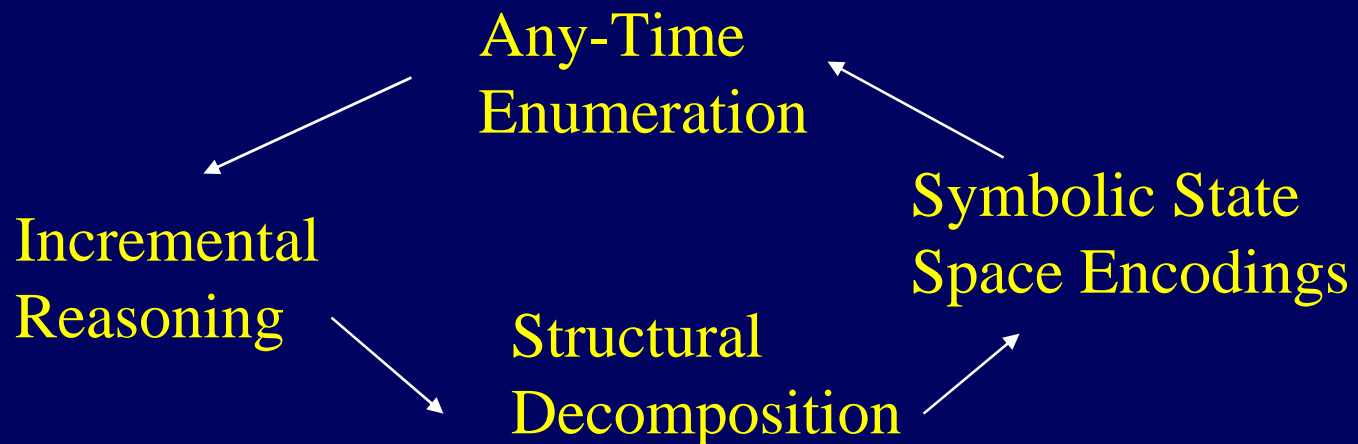 Any-Time
Enumeration
Symbolic State
Space Encodings
Incremental
Reasoning
Structural
Decomposition